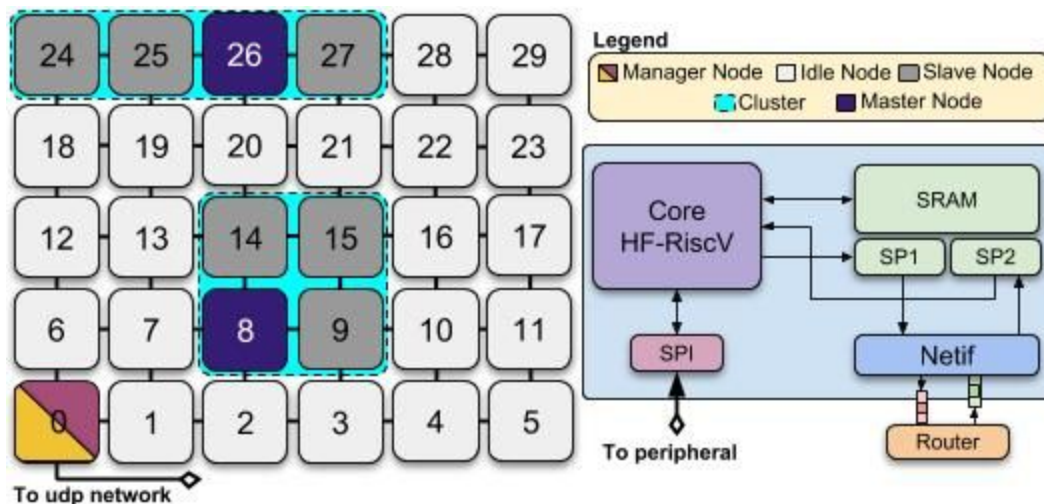 24 25 26 27 28 29
18 19 20 21 22 23
12 13 14 15 16 17
6 7 8 9 10 11
0 1 2 3 4 5
To udp network
Legend
Manager Node Idle Node Slave Node
Cluster Master Node
Core
HF-RiscV
SRAM
SP1 SP2
SPI
Netif
To peripheral
Router